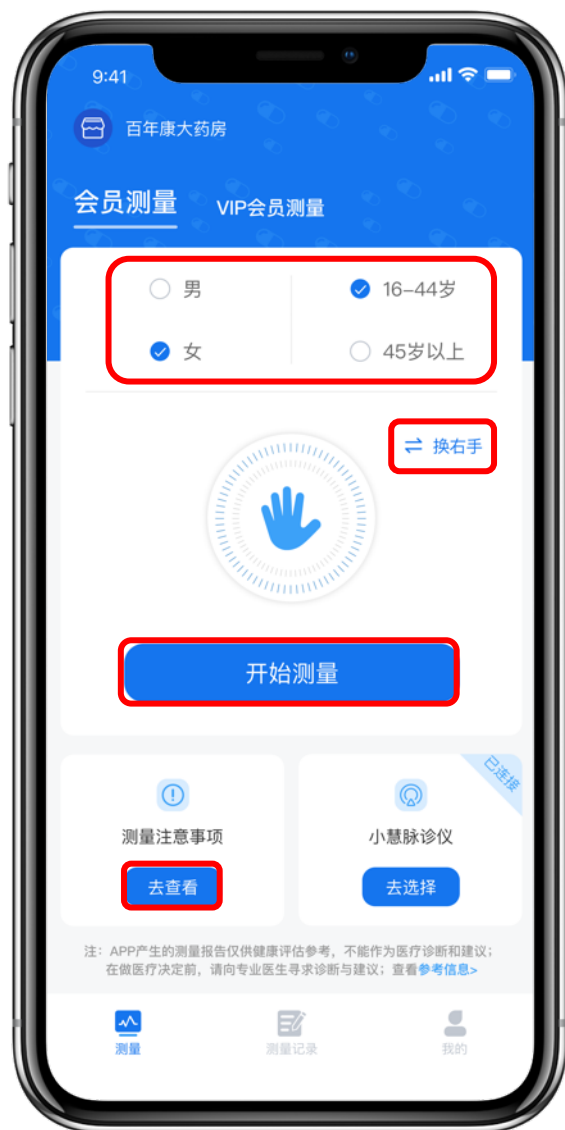 9:41
百年康大药房
会员测量 VIP会员测量
男 16-44岁
女 45岁以上
换右手
开始测量
已连接
测量注意事项 小慧脉诊仪
去查看 去选择
注：APP产生的测量报告仅供健康评估参考，不能作为医疗诊断和建议；
在做医疗决定前，请向专业医生寻求诊断与建议；查看参考信息>
测量 测量记录 我的